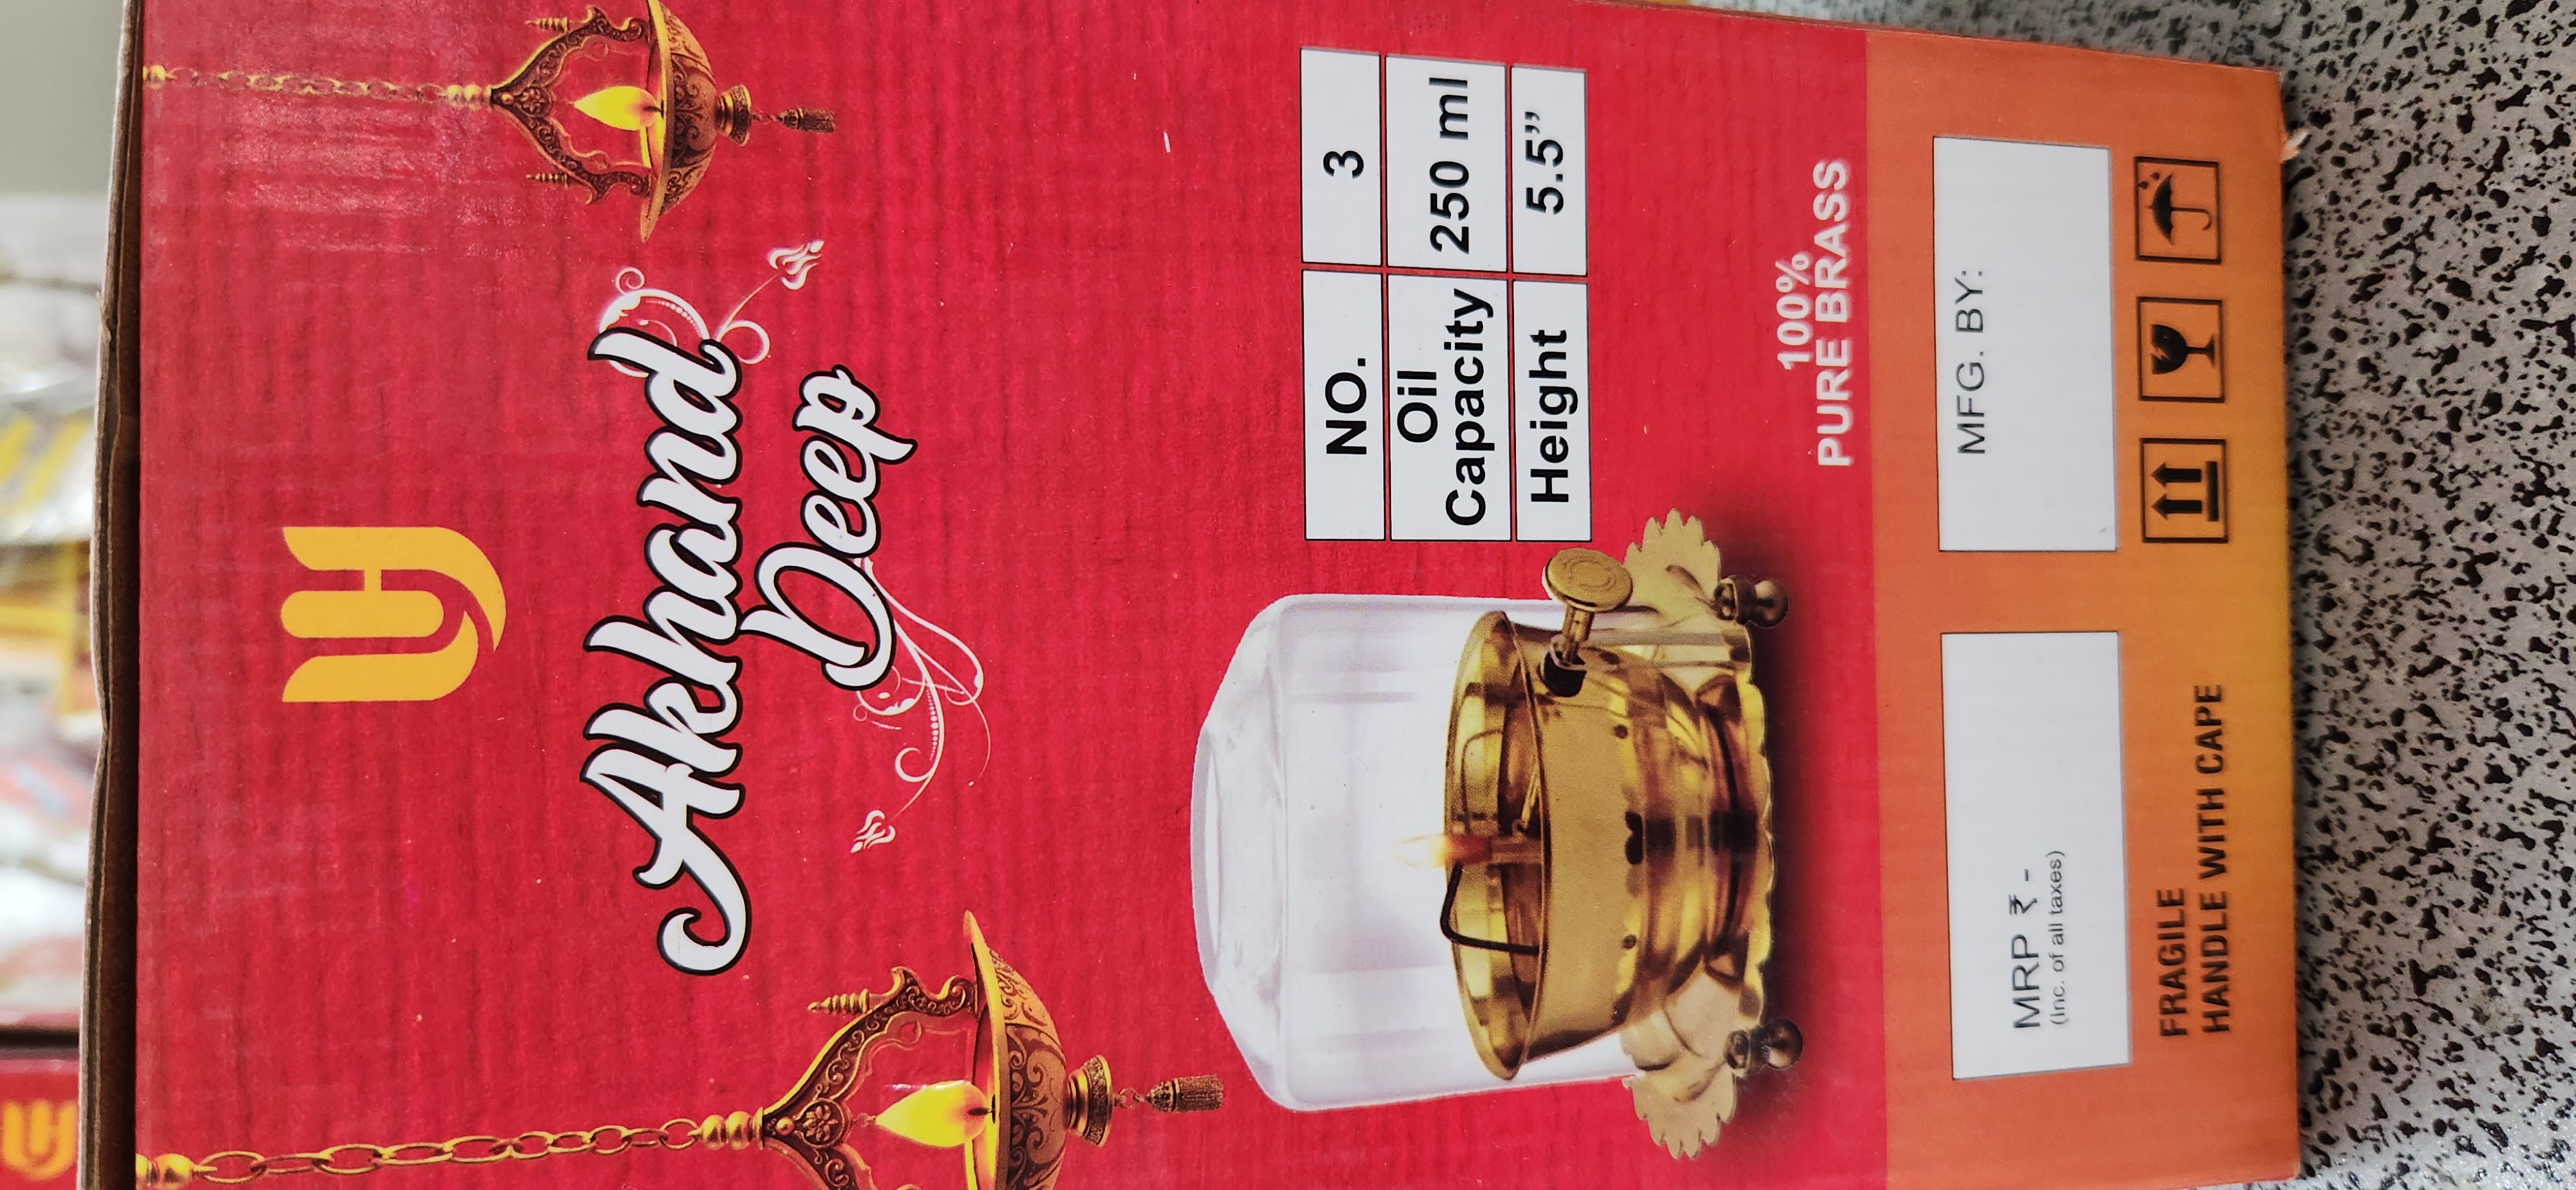 Akhand
Deep
NO. 3
Oil
Capacity 250 ml
Height 5.5”
100%
PURE BRASS
MRP ₹ -
(Inc. of all taxes)
MFG. BY:
FRAGILE
HANDLE WITH CAPE